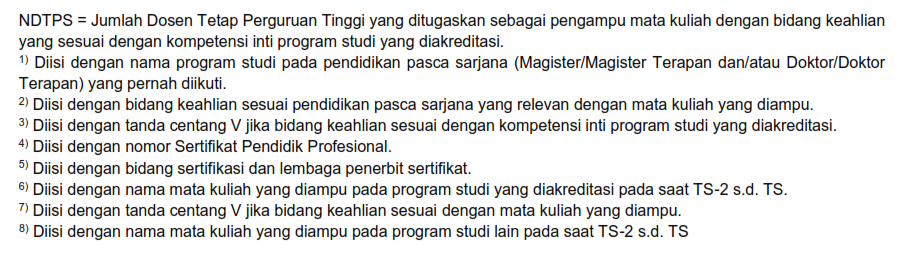 NDTPS = Jumlah Dosen Tetap Perguruan Tinggi yang ditugaskan sebagai pengampu mata kuliah dengan bidang keahlian
yang sesuai dengan kompetensi inti program studi yang diakreditasi.
1) Diisi dengan nama program studi pada pendidikan pasca sarjana (Magister/Magister Terapan dan/atau Doktor/Doktor
Terapan) yang pernah diikuti.
2) Diisi dengan bidang keahlian sesuai pendidikan pasca sarjana yang relevan dengan mata kuliah yang diampu.
3) Diisi dengan tanda centang V jika bidang keahlian sesuai dengan kompetensi inti program studi yang diakreditasi.
4) Diisi dengan nomor Sertifikat Pendidik Profesional.
5) Diisi dengan bidang sertifikasi dan lembaga penerbit sertifikat.
6) Diisi dengan nama mata kuliah yang diampu pada program studi yang diakreditasi pada saat TS-2 s.d. TS.
7) Diisi dengan tanda centang V jika bidang keahlian sesuai dengan mata kuliah yang diampu.
8) Diisi dengan nama mata kuliah yang diampu pada program studi lain pada saat TS-2 s.d. TS